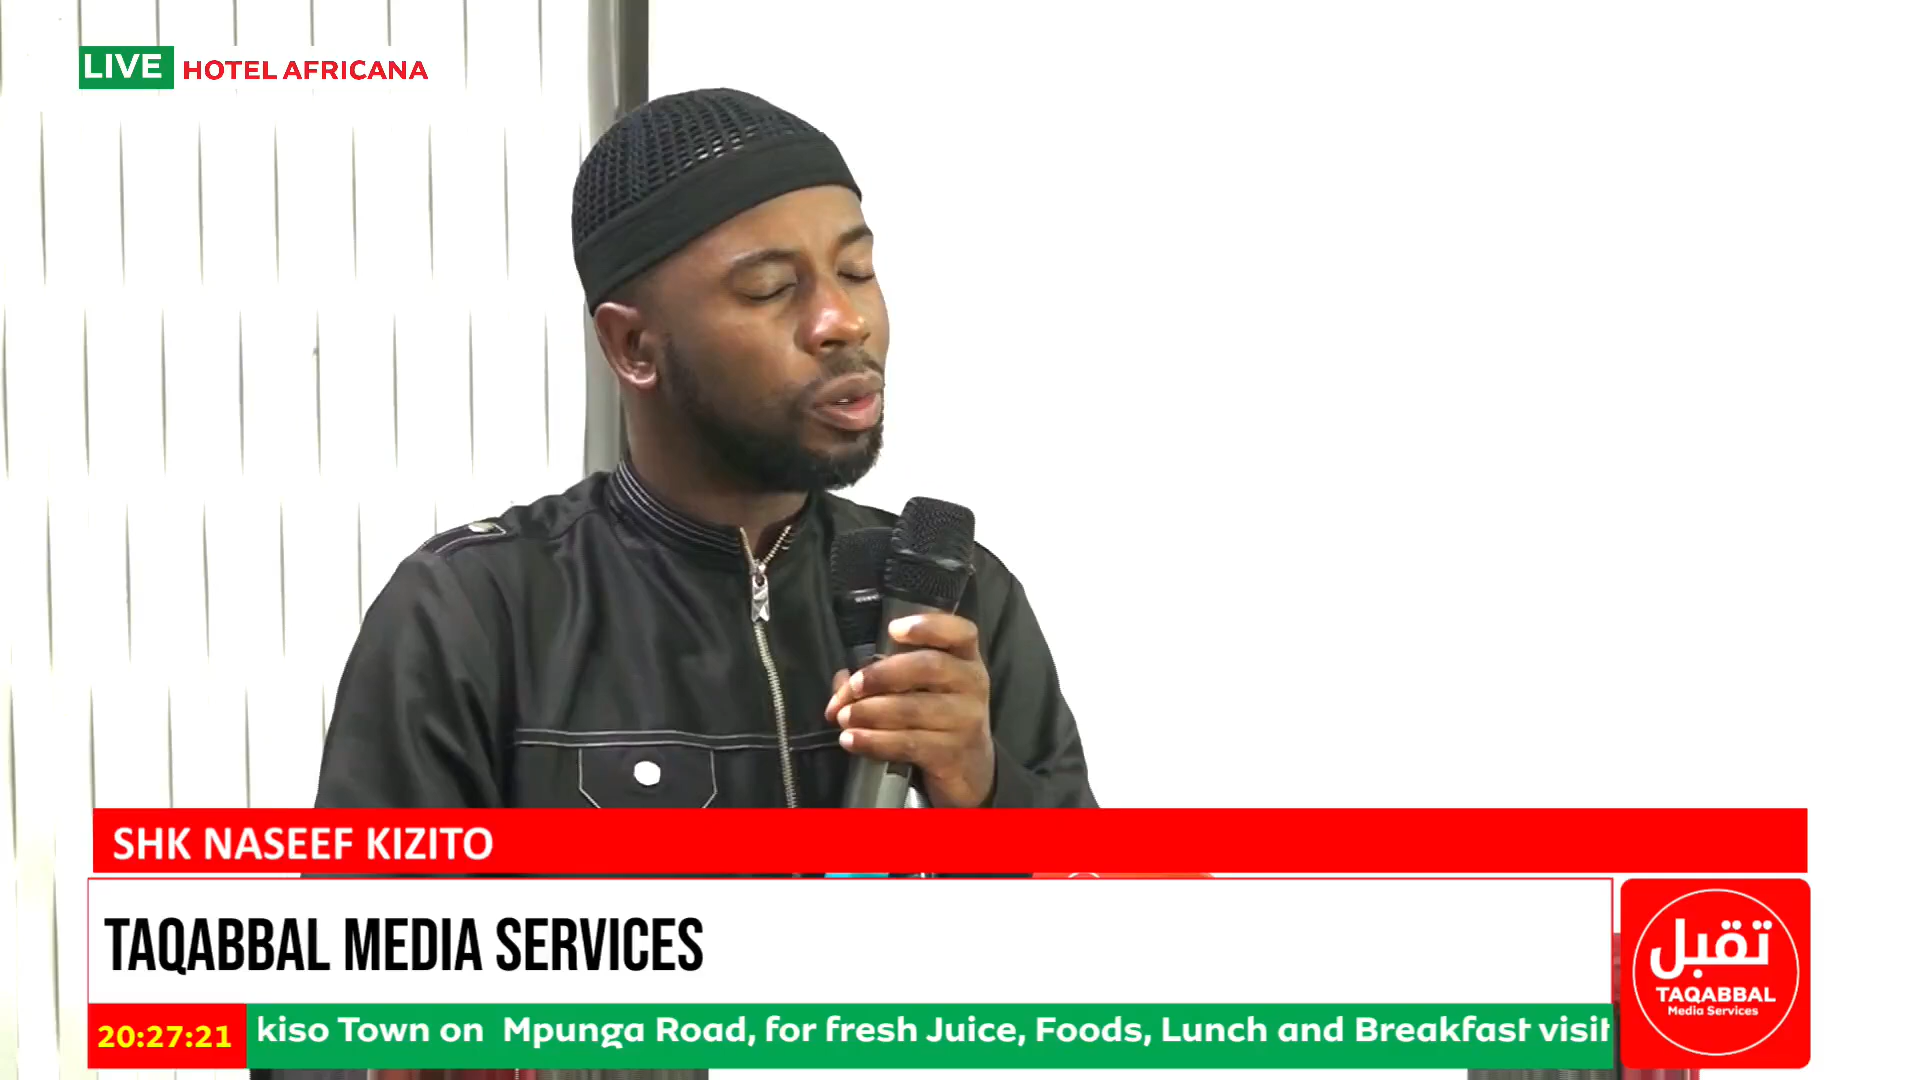 LIVE HOTEL AFRICANA
SHK NASEEF KIZITO
TAQABBAL MEDIA SERVICES
تقبل
TAQABBAL
Media Services
20:27:21 kiso Town on Mpunga Road, for fresh Juice, Foods, Lunch and Breakfast visit